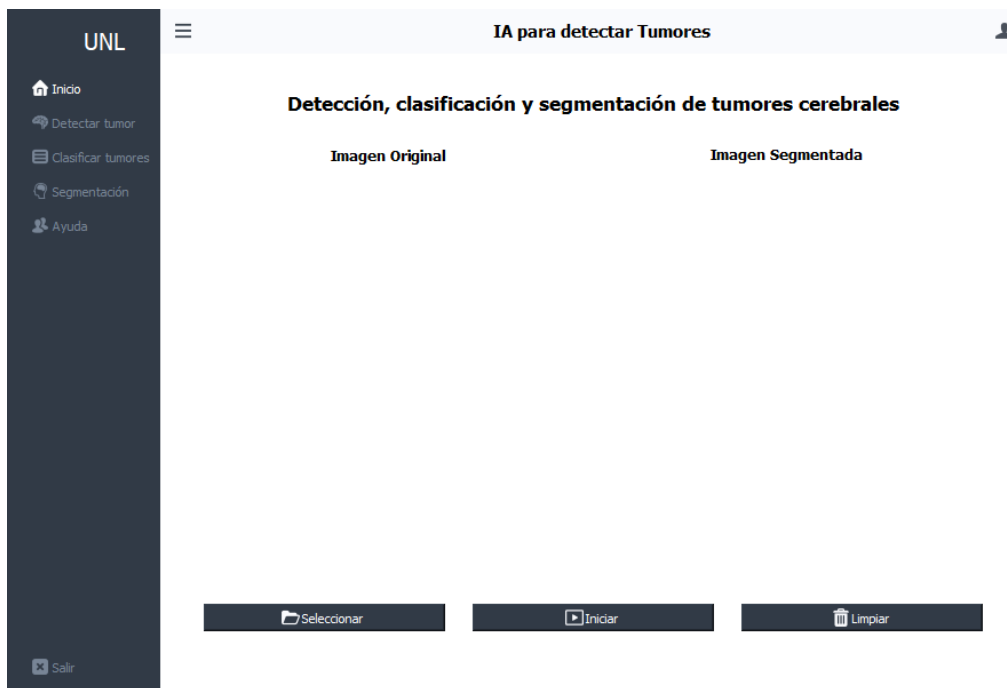 UNL
Inicio
Detectar tumor
Clasificar tumores
Segmentación
Ayuda
Salir
IA para detectar Tumores
Detección, clasificación y segmentación de tumores cerebrales
Imagen Original
Imagen Segmentada
Seleccionar
Iniciar
Limpiar